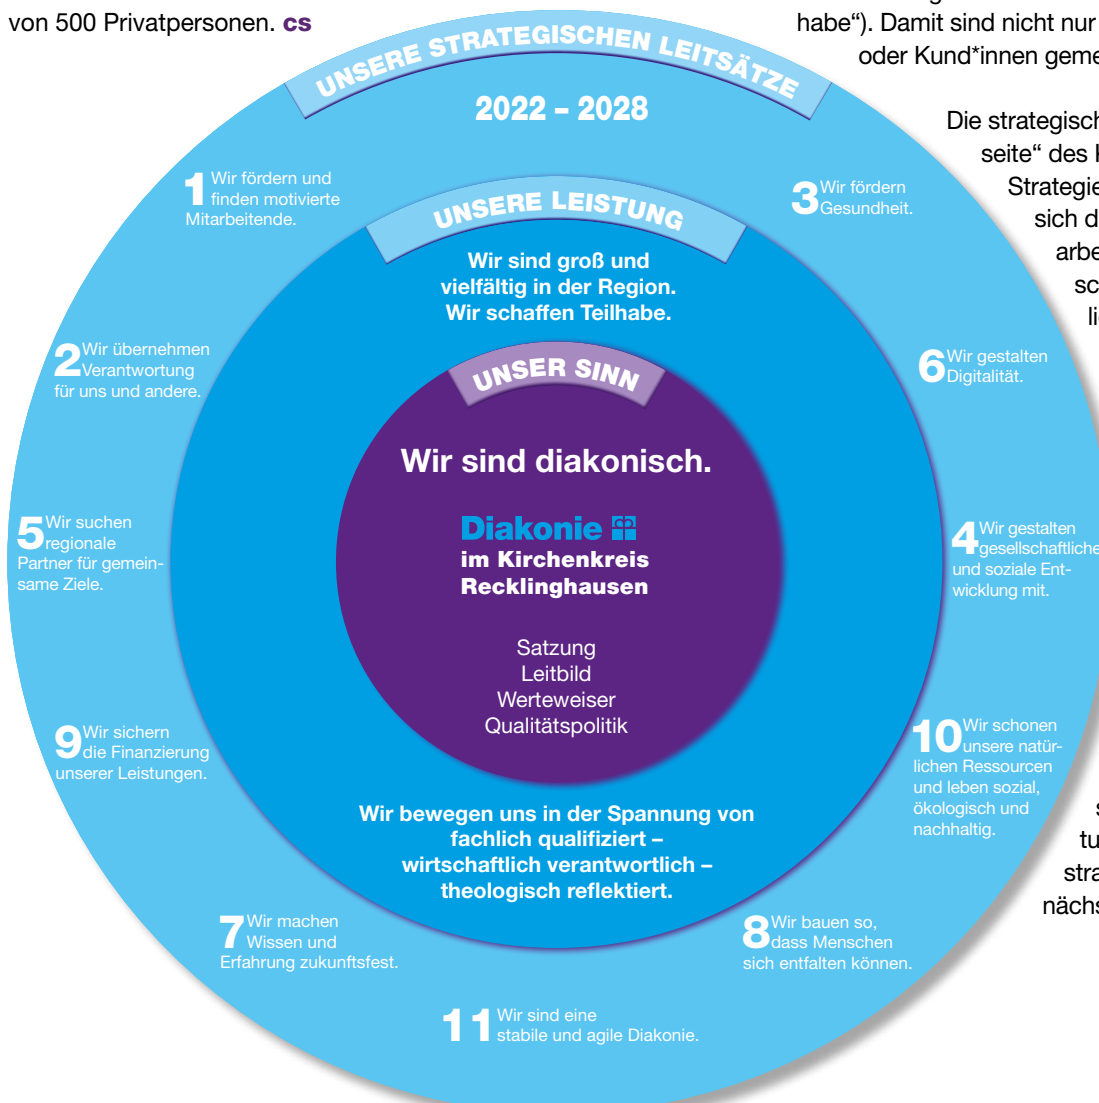 von 500 Privatpersonen. cs
habe“). Damit sind nicht nur
oder Kund*innen geme
Die strategisch
seite“ des
Strategie
sich d
arbe
sc
UNSERE STRATEGISCHEN LEITSÄTZE
2022 – 2028
1 Wir fördern und
finden motivierte
Mitarbeitende.
3 Wir fördern
Gesundheit.
UNSERE LEISTUNG
Wir sind groß und
vielfältig in der Region.
Wir schaffen Teilhabe.
2 Wir übernehmen
Verantwortung
für uns und andere.
6 Wir gestalten
Digitalität.
UNSER SINN
Wir sind diakonisch.
Diakonie
im Kirchenkreis
Recklinghausen
Satzung
Leitbild
Werteweiser
Qualitätspolitik
5 Wir suchen
regionale
Partner für gemein-
same Ziele.
4 Wir gestalten
gesellschaftliche
und soziale Ent-
wicklung mit.
9 Wir sichern
die Finanzierung
unserer Leistungen.
10 Wir schonen
unsere natür-
lichen Ressourcen
und leben sozial,
ökologisch und
nachhaltig.
Wir bewegen uns in der Spannung von
fachlich qualifiziert –
wirtschaftlich verantwortlich –
theologisch reflektiert.
s
tu
stra
nächs
7 Wir machen
Wissen und
Erfahrung zukunftsfest.
8 Wir bauen so,
dass Menschen
sich entfalten können.
11 Wir sind eine
stabile und agile Diakonie.